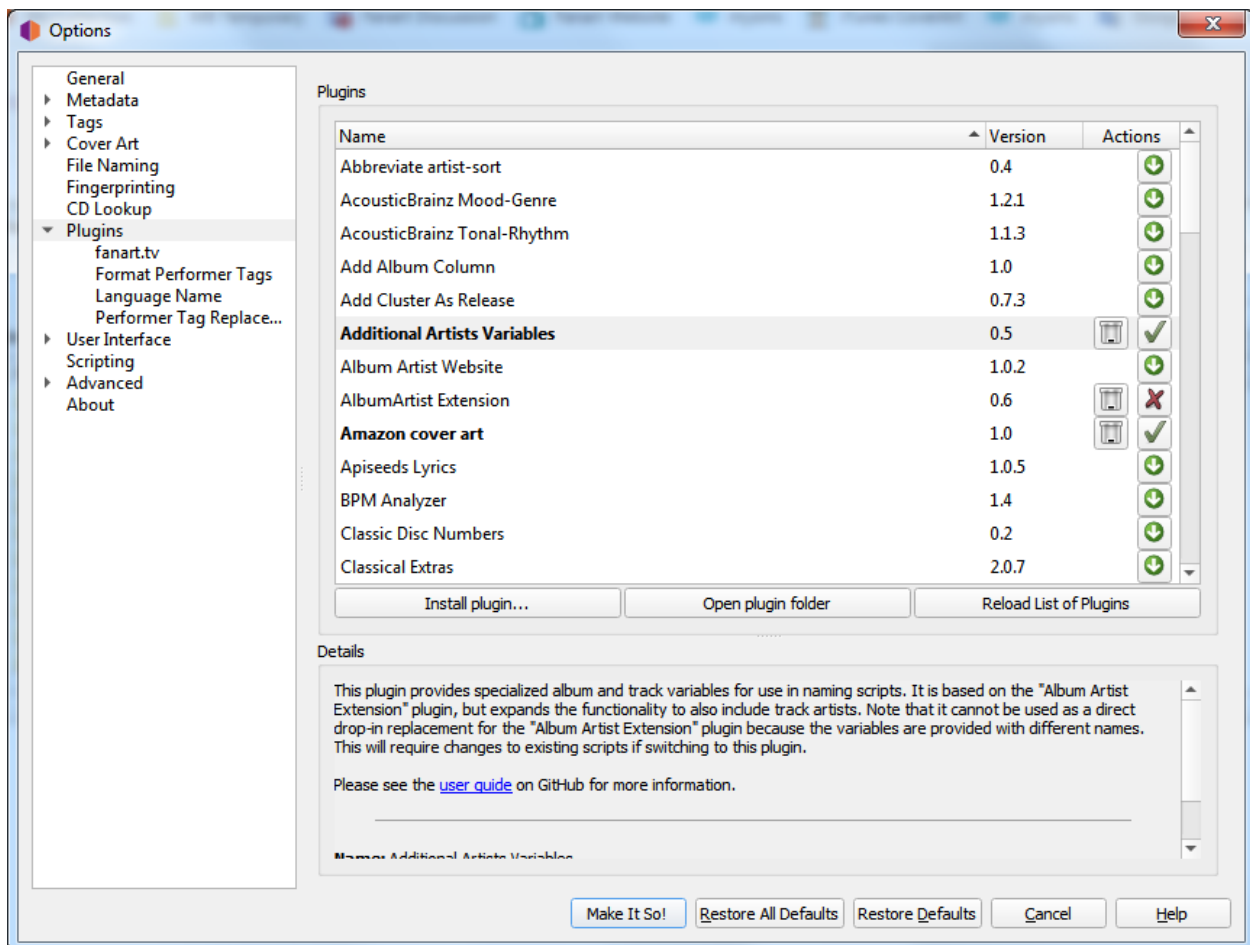 Options
General
Metadata
Tags
Cover Art
File Naming
Fingerprinting
CD Lookup
Plugins
fanart.tv
Format Performer Tags
Language Name
Performer Tag Replace...
User Interface
Scripting
Advanced
About
Plugins
Name Version Actions
Abbreviate artist-sort 0.4
AcousticBrainz Mood-Genre 1.2.1
AcousticBrainz Tonal-Rhythm 1.1.3
Add Album Column 1.0
Add Cluster As Release 0.7.3
Additional Artists Variables 0.5
Album Artist Website 1.0.2
AlbumArtist Extension 0.6
Amazon cover art 1.0
Apiseeds Lyrics 1.0.5
BPM Analyzer 1.4
Classic Disc Numbers 0.2
Classical Extras 2.0.7
Install plugin... Open plugin folder Reload List of Plugins
Details
This plugin provides specialized album and track variables for use in naming scripts. It is based on the "Album Artist
Extension" plugin, but expands the functionality to also include track artists. Note that it cannot be used as a direct
drop-in replacement for the "Album Artist Extension" plugin because the variables are provided with different names.
This will require changes to existing scripts if switching to this plugin.
Please see the user guide on GitHub for more information.
Name: Additional Artists Variables
Make It So! Restore All Defaults Restore Defaults Cancel Help